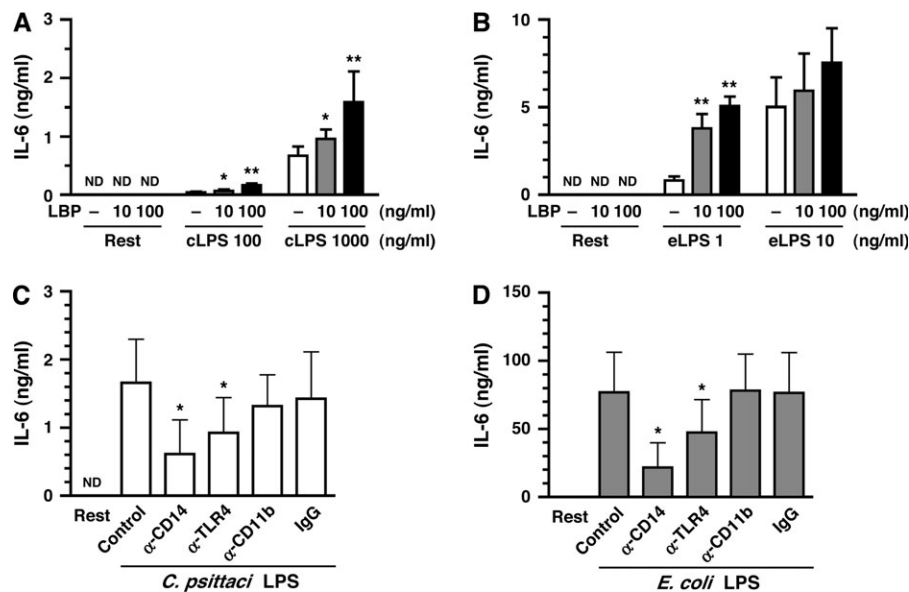 A
IL-6 (ng/ml)
3
2
1
0
ND ND ND
* **
* **
LBP – 10 100 – 10 100 – 10 100 (ng/ml)
Rest cLPS 100 cLPS 1000 (ng/ml)
B
IL-6 (ng/ml)
10
5
0
ND ND ND
** **
LBP – 10 100 – 10 100 – 10 100 (ng/ml)
Rest eLPS 1 eLPS 10 (ng/ml)
C
IL-6 (ng/ml)
3
2
1
0
ND
* *
Rest Control α-CD14 α-TLR4 α-CD11b IgG
C. psittaci LPS
D
IL-6 (ng/ml)
150
100
50
0
* *
Rest Control α-CD14 α-TLR4 α-CD11b IgG
E. coli LPS